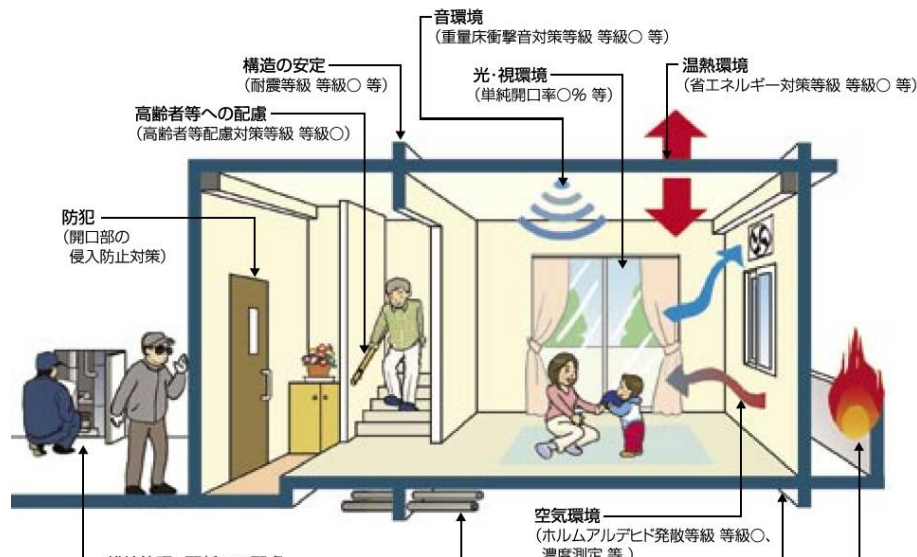 音環境
（重量床衝撃音対策等級 等級○ 等）
構造の安定
（耐震等級 等級○ 等）
光・視環境
（単純開口率○% 等）
温熱環境
（省エネルギー対策等級 等級○ 等）
高齢者等への配慮
（高齢者等配慮対策等級 等級○）
防犯
（開口部の
侵入防止対策）
空気環境
（ホルムアルデヒド発散等級 等級○、
濃度測定 等）